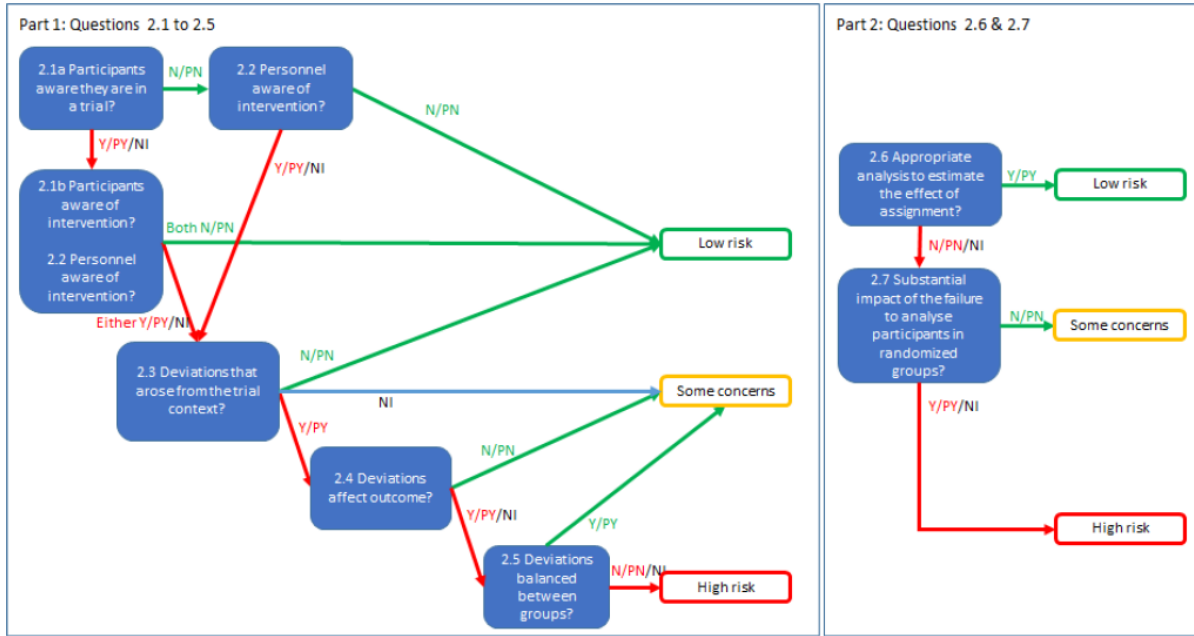 Part 1: Questions 2.1 to 2.5
2.1a Participants
aware they are in
a trial?
N/PN
2.2 Personnel
aware of
intervention?
N/PN
Y/PY/NI
Y/PY/NI
2.1b Participants
aware of
intervention?
2.2 Personnel
aware of
intervention?
Both N/PN
Low risk
Either Y/PY/NI
2.3 Deviations that
arose from the trial
context?
N/PN
NI
Some concerns
Y/PY
2.4 Deviations
affect outcome?
N/PN
Y/PY/NI
Y/PY
2.5 Deviations
balanced
between
groups?
N/PN/NI
High risk
Part 2: Questions 2.6 & 2.7
2.6 Appropriate
analysis to estimate
the effect of
assignment?
Y/PY
Low risk
N/PN/NI
2.7 Substantial
impact of the failure
to analyse
participants in
randomized
groups?
N/PN
Some concerns
Y/PY/NI
High risk